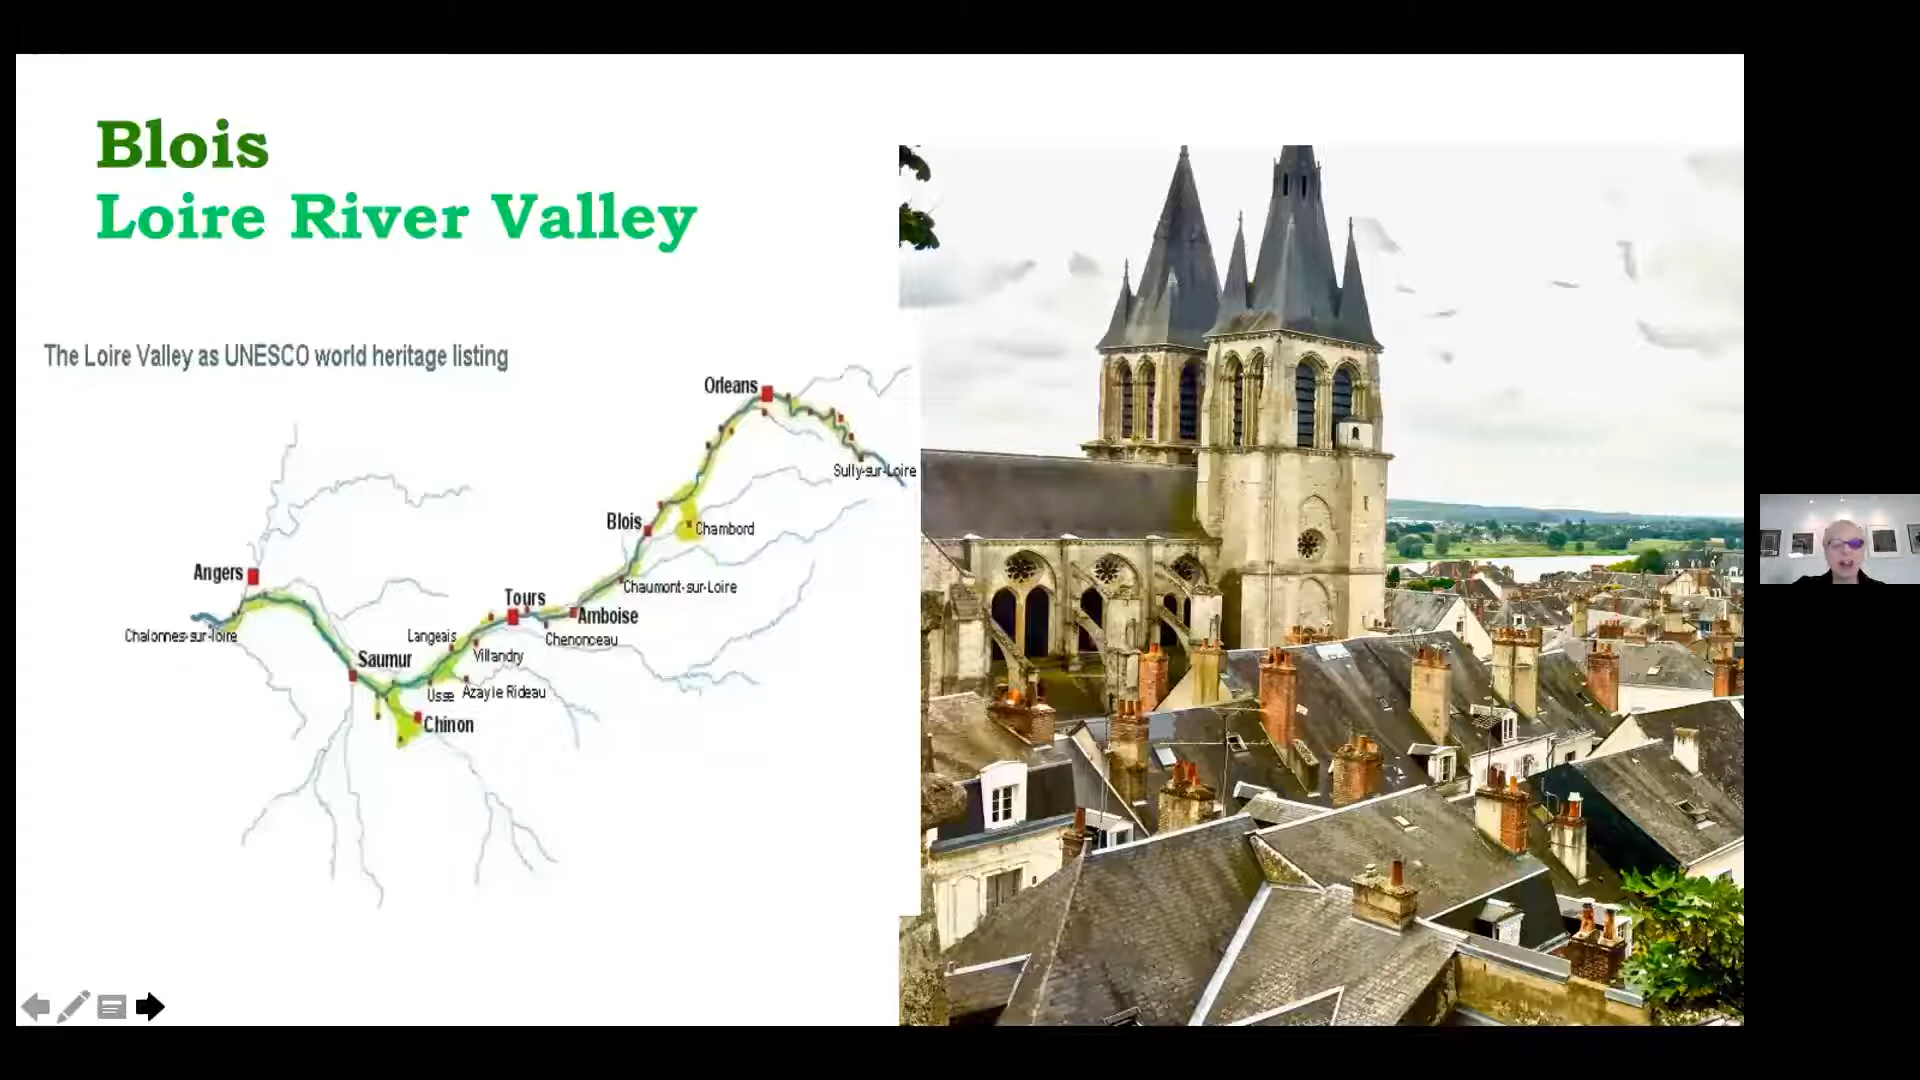 Blois
Loire River Valley
The Loire Valley as UNESCO world heritage listing
Orleans
Sully-sur-Loire
Blois
Chambord
Angers
Chaumont-sur-Loire
Tours
Amboise
Chalonnes-sur-loire
Langeais
Chenonceau
Villandry
Saumur
Usse
Azay le Rideau
Chinon